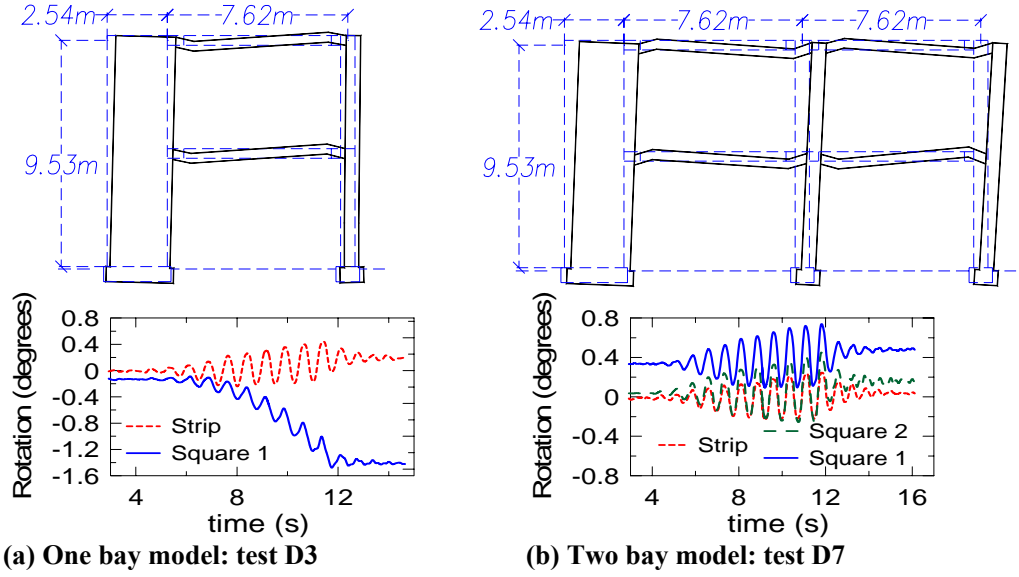 2.54m 7.62m
9.53m
2.54m 7.62m 7.62m
9.53m
Rotation (degrees)
0.8
0.4
0
-0.4
-0.8
-1.2
-1.6
Strip
Square 1
4 8 12
time (s)
Rotation (degrees)
0.8
0.4
0
-0.4
-0.8
Strip
Square 2
Square 1
4 8 12 16
time (s)
(a) One bay model: test D3
(b) Two bay model: test D7